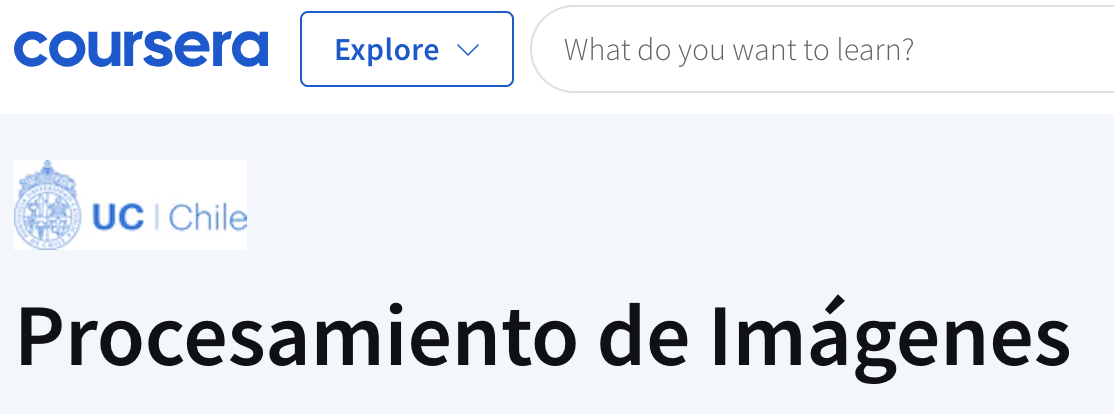 coursera
Explore
What do you want to learn?
UC | Chile
Procesamiento de Imágenes